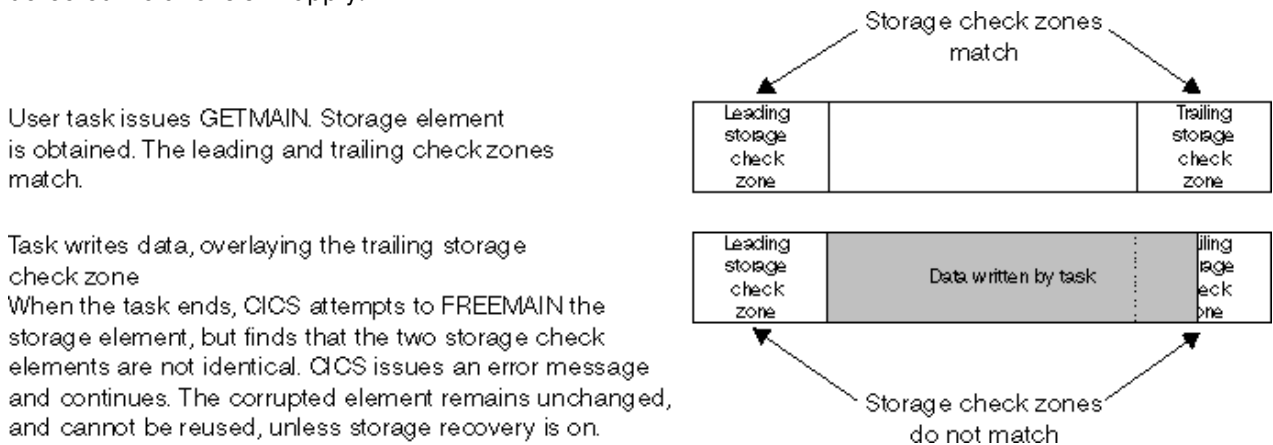 Storage check zones
match
User task issues GETMAIN. Storage element
is obtained. The leading and trailing check zones
match.
Leading
storage
check
zone
Trailing
storage
check
zone
Task writes data, overlaying the trailing storage
check zone
When the task ends, CICS attempts to FREEMAIN the
storage element, but finds that the two storage check
elements are not identical. CICS issues an error message
and continues. The corrupted element remains unchanged,
and cannot be reused, unless storage recovery is on.
Leading
storage
check
zone
Data written by task
iling
rage
eck
one
Storage check zones
do not match